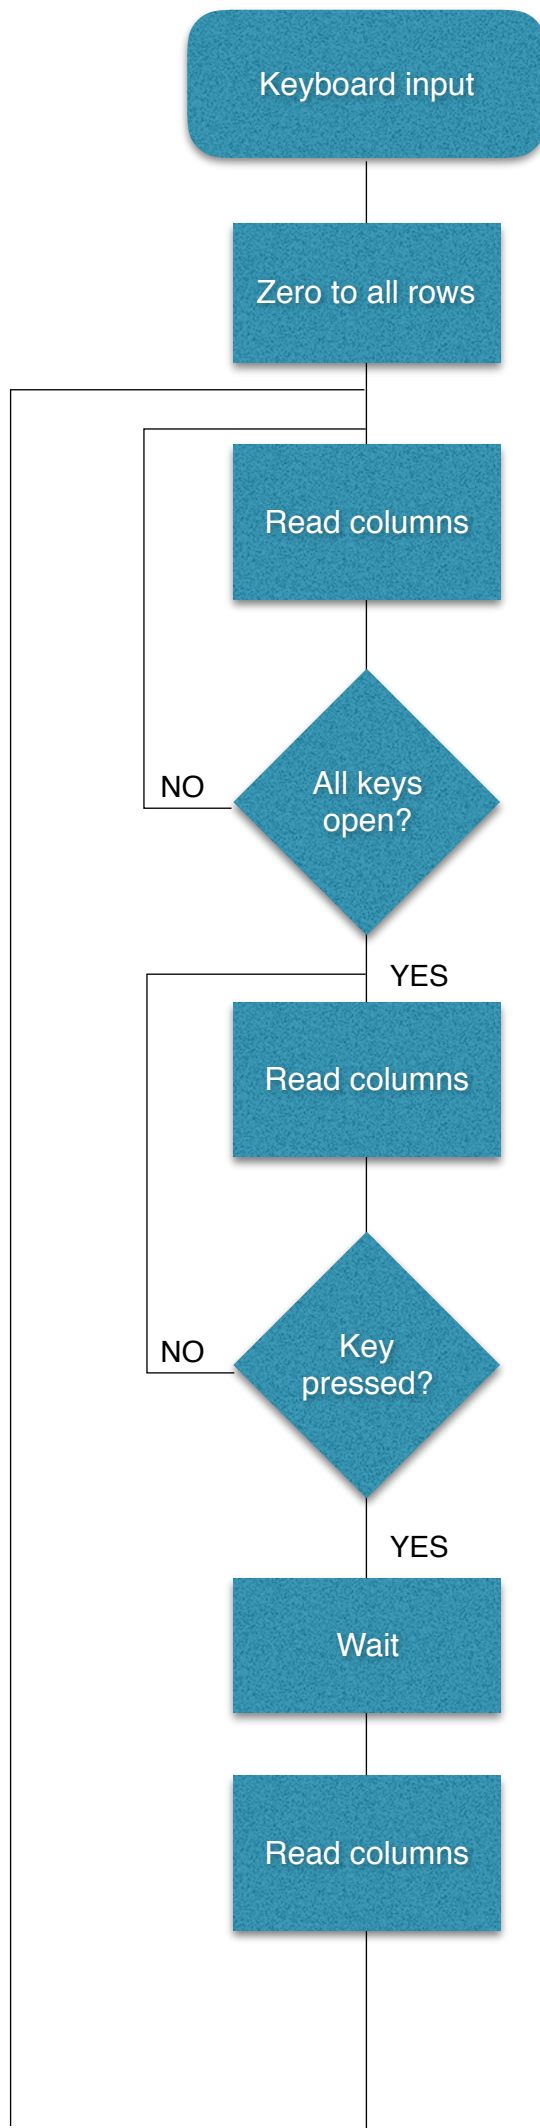 Keyboard input
Zero to all rows
Read columns
All keys
open?
NO
YES
Read columns
Key
pressed?
NO
YES
Wait
Read columns